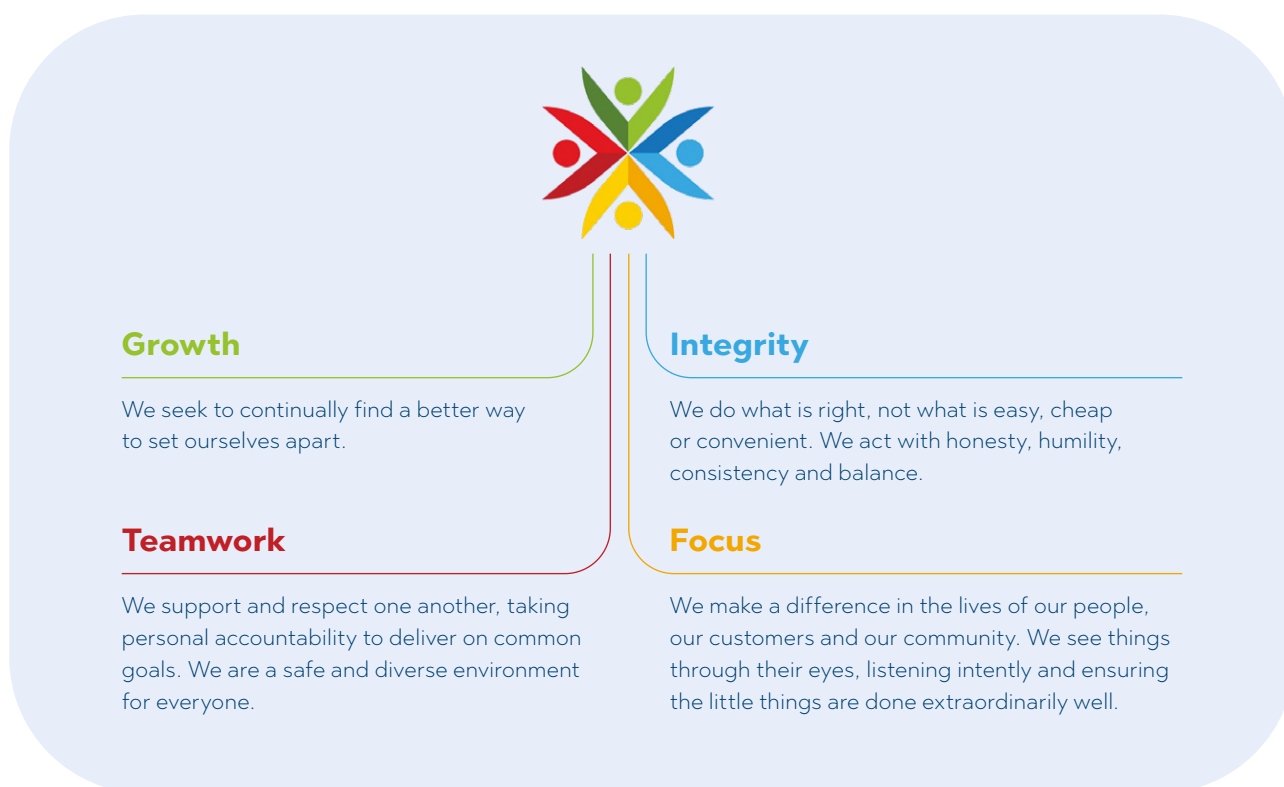 Growth
We seek to continually find a better way
to set ourselves apart.
Integrity
We do what is right, not what is easy, cheap
or convenient. We act with honesty, humility,
consistency and balance.
Teamwork
We support and respect one another, taking
personal accountability to deliver on common
goals. We are a safe and diverse environment
for everyone.
Focus
We make a difference in the lives of our people,
our customers and our community. We see things
through their eyes, listening intently and ensuring
the little things are done extraordinarily well.